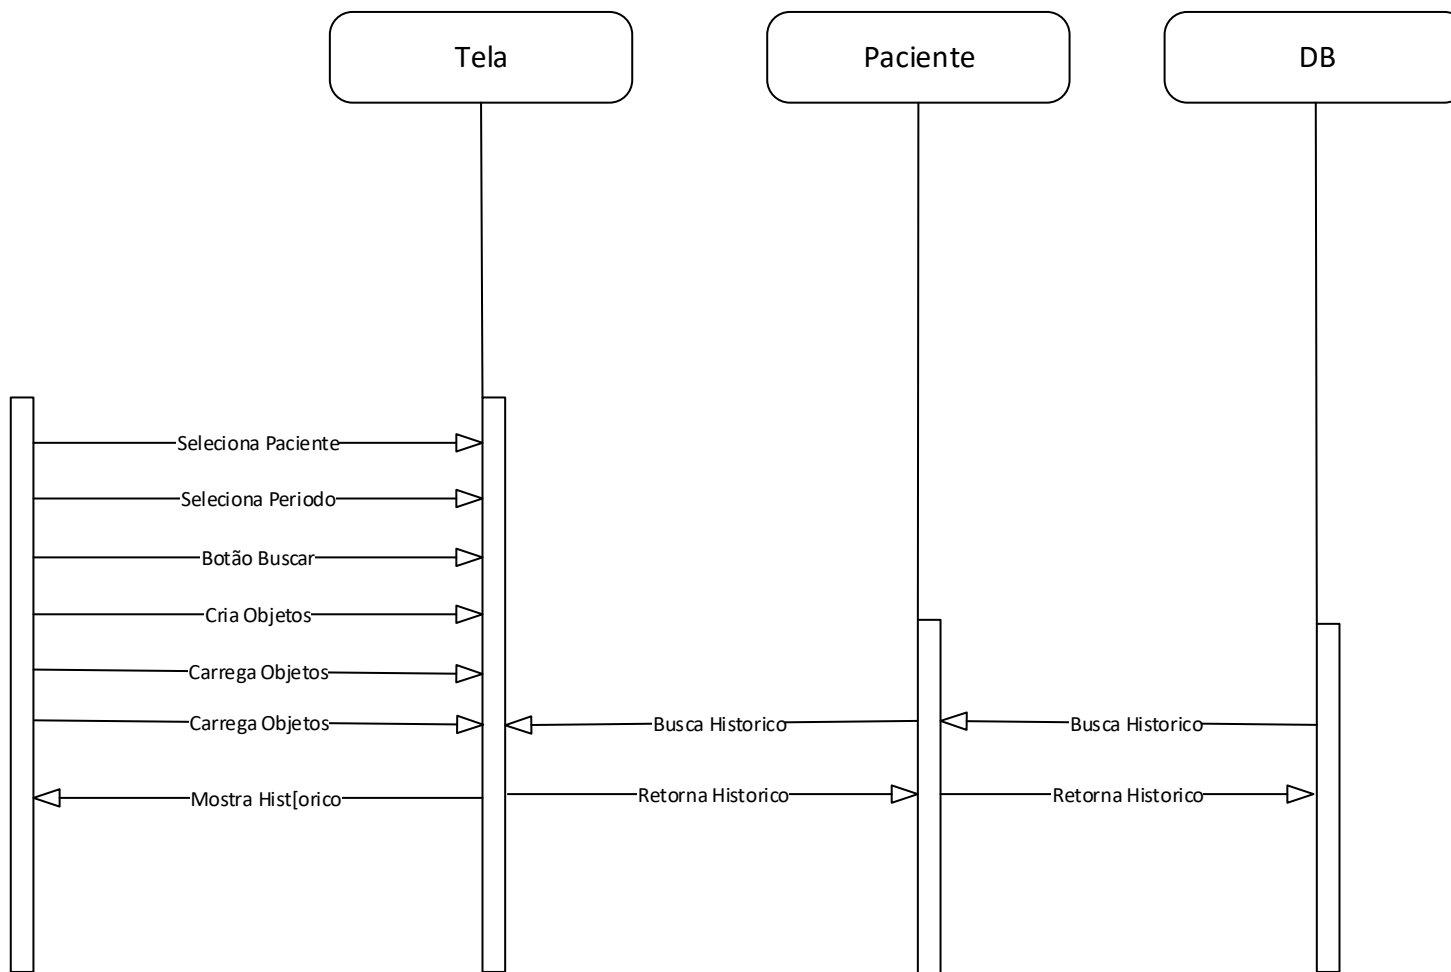 Tela
Paciente
DB
Seleciona Paciente
Seleciona Periodo
Botão Buscar
Cria Objetos
Carrega Objetos
Carrega Objetos
Busca Historico
Busca Historico
Mostra Hist[orico
Retorna Historico
Retorna Historico